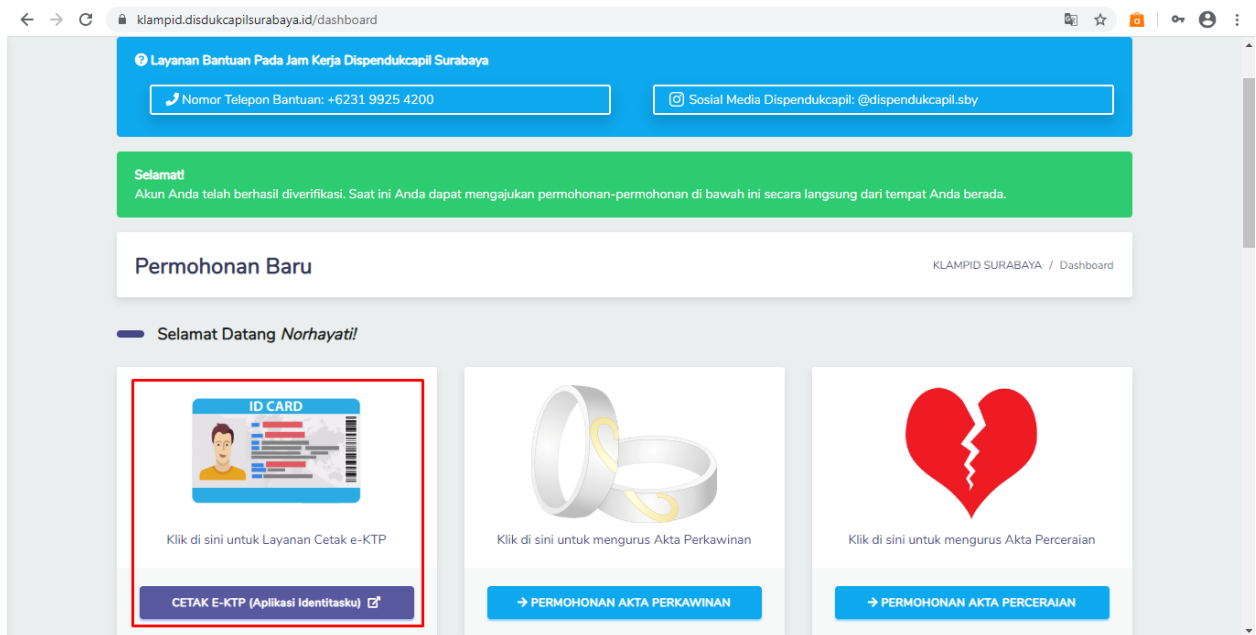 klampid.disdukcapilsurabaya.id/dashboard
Layanan Bantuan Pada Jam Kerja Dispendukcapil Surabaya
Nomor Telepon Bantuan: +6231 9925 4200
Sosial Media Dispendukcapil: @dispendukcapil.sby
Selamat!
Akun Anda telah berhasil diverifikasi. Saat ini Anda dapat mengajukan permohonan-permohonan di bawah ini secara langsung dari tempat Anda berada.
Permohonan Baru
KLAMPID SURABAYA / Dashboard
Selamat Datang Norhayati!
ID CARD
Klik di sini untuk Layanan Cetak e-KTP
Klik di sini untuk mengurus Akta Perkawinan
Klik di sini untuk mengurus Akta Perceraian
CETAK E-KTP (Aplikasi Identitasku)
→ PERMOHONAN AKTA PERKAWINAN
→ PERMOHONAN AKTA PERCERAIAN